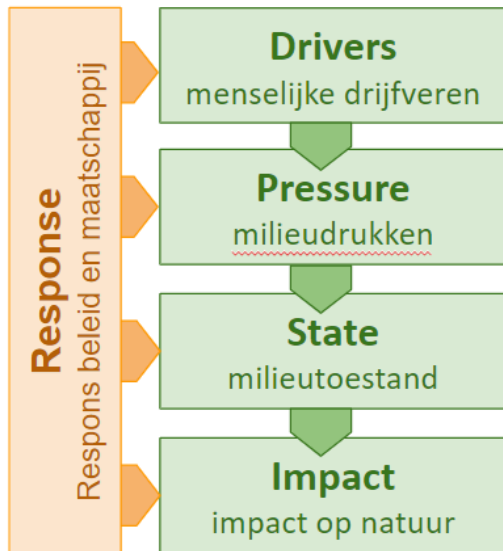 Response
Respons beleid en maatschappij
Drivers
menselijke drijfveren
Pressure
milieudrukken
State
milieutoestand
Impact
impact op natuur